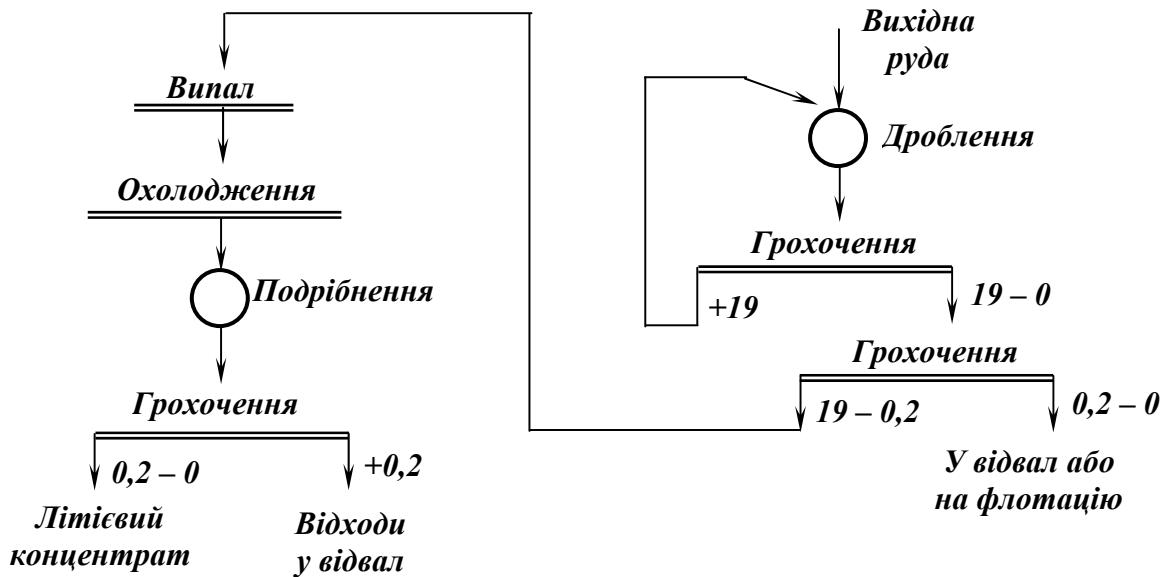 Вихідна
руда
Дроблення
Грохочення
+19
19 – 0
Грохочення
19 – 0,2
0,2 – 0
У відвал або
на флотацію
Випал
Охолодження
Подрібнення
Грохочення
0,2 – 0
+0,2
Літієвий
концентрат
Відходи
у відвал